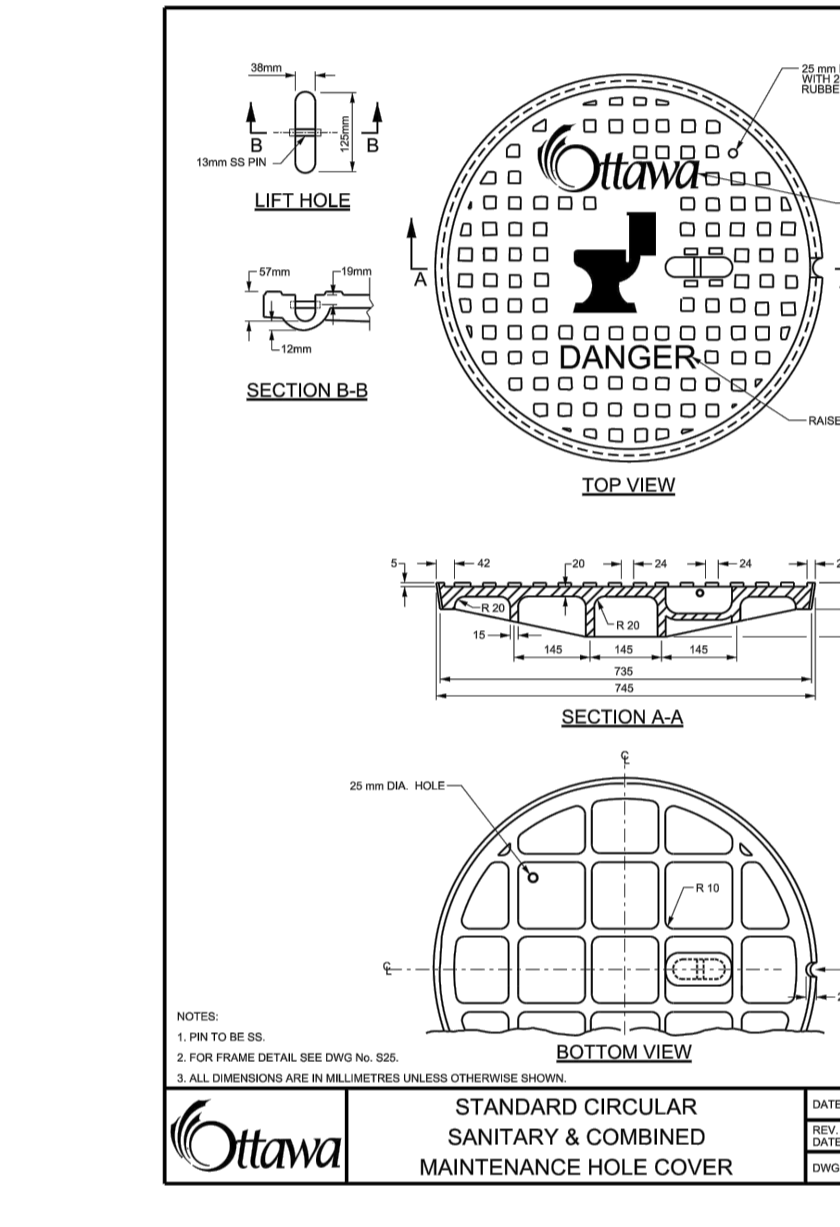 38mm
125mm
B
B
13mm SS PIN
LIFT HOLE
57mm
19mm
12mm
SECTION B-B
25 mm
WITH 2
RUBBE
Ottawa
A
DANGER
RAISE
TOP VIEW
5
42
20
24
24
R 20
R 20
15
145
145
145
735
745
SECTION A-A
℄
25 mm DIA. HOLE
R 10
℄
BOTTOM VIEW
NOTES:
1. PIN TO BE SS.
2. FOR FRAME DETAIL SEE DWG No. S25.
3. ALL DIMENSIONS ARE IN MILLIMETRES UNLESS OTHERWISE SHOWN.
Ottawa
STANDARD CIRCULAR
SANITARY & COMBINED
MAINTENANCE HOLE COVER
DATE
REV.
DATE
DWG